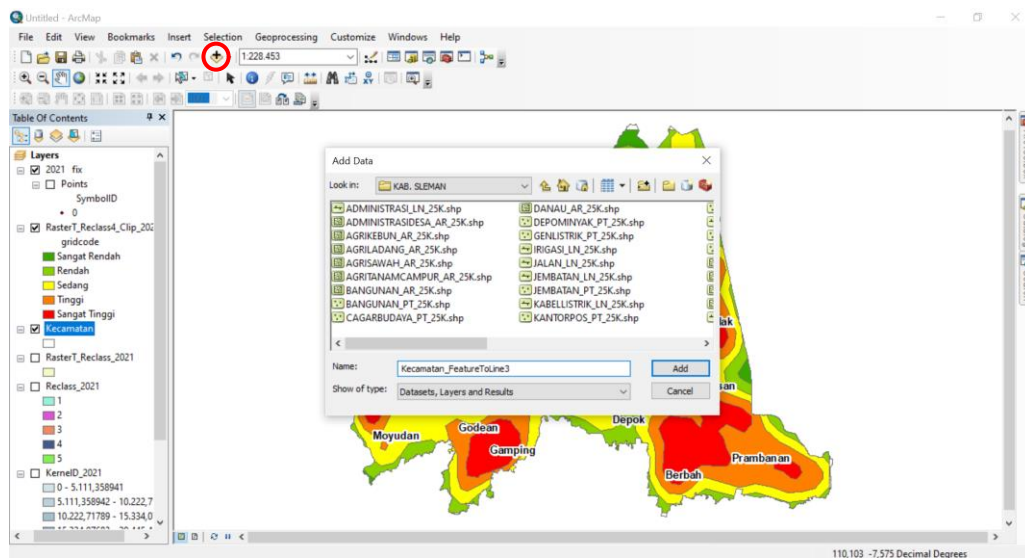 Untitled - ArcMap
File Edit View Bookmarks Insert Selection Geoprocessing Customize Windows Help
1:228.453
Table Of Contents
Layers
2021 fix
Points
SymbolID
0
RasterT_Reclass4_Clip_202
gridcode
Sangat Rendah
Rendah
Sedang
Tinggi
Sangat Tinggi
Kecamatan
RasterT_Reclass_2021
Reclass_2021
1
2
3
4
5
KernelD_2021
0 - 5.111,358941
5.111,358942 - 10.222,7
10.222,71789 - 15.334,0
Add Data
Look in: KAB. SLEMAN
ADMINISTRASI_LN_25K.shp DANAU_AR_25K.shp
ADMINISTRASIDESA_AR_25K.shp DEPOMINYAK_PT_25K.shp
AGRIKEBUN_AR_25K.shp GENLISTRIK_PT_25K.shp
AGRILADANG_AR_25K.shp IRIGASI_LN_25K.shp
AGRISAWAH_AR_25K.shp JALAN_LN_25K.shp
AGRITANAMCAMPUR_AR_25K.shp JEMBATAN_LN_25K.shp
BANGUNAN_AR_25K.shp JEMBATAN_PT_25K.shp
BANGUNAN_PT_25K.shp KABELLISTRIK_LN_25K.shp
CAGARBUDAYA_PT_25K.shp KANTORPOS_PT_25K.shp
Name: Kecamatan_FeatureToLine3 Add
Show of type: Datasets, Layers and Results Cancel
lak
san
Depok
Godean
Moyudan
Gamping
Prambanan
Berbah
110,103 -7,575 Decimal Degrees